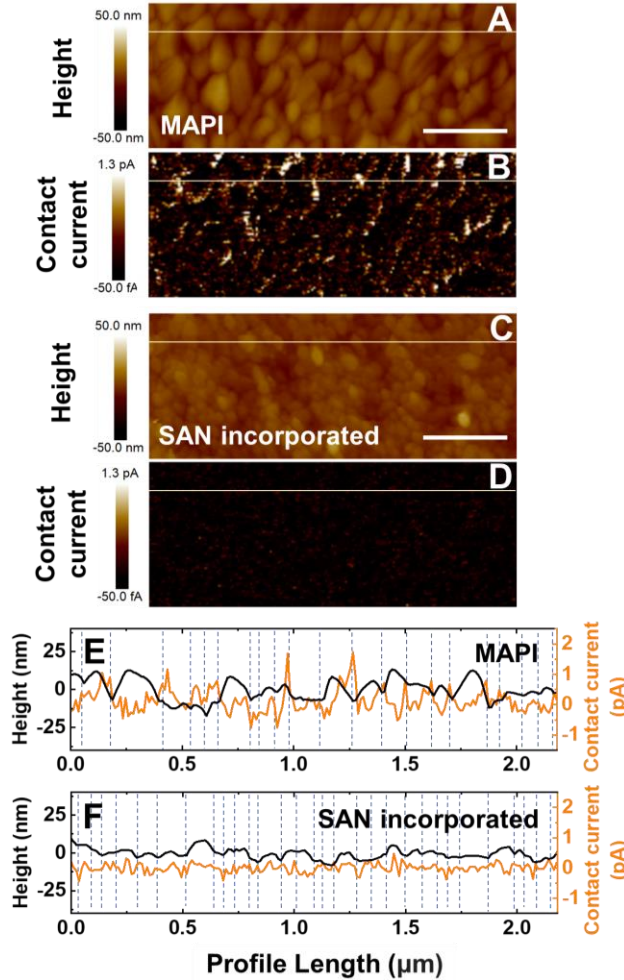 50.0 nm
Height
-50.0 nm
A
MAPI
1.3 pA
Contact
current
-50.0 fA
B
50.0 nm
Height
-50.0 nm
C
SAN incorporated
1.3 pA
Contact
current
-50.0 fA
D
E
MAPI
Height (nm)
25
0
-25
2
1
0
-1
Contact current
(pA)
0.0
0.5
1.0
1.5
2.0
F
SAN incorporated
Height (nm)
25
0
-25
2
1
0
-1
Contact current
(pA)
0.0
0.5
1.0
1.5
2.0
Profile Length (μm)